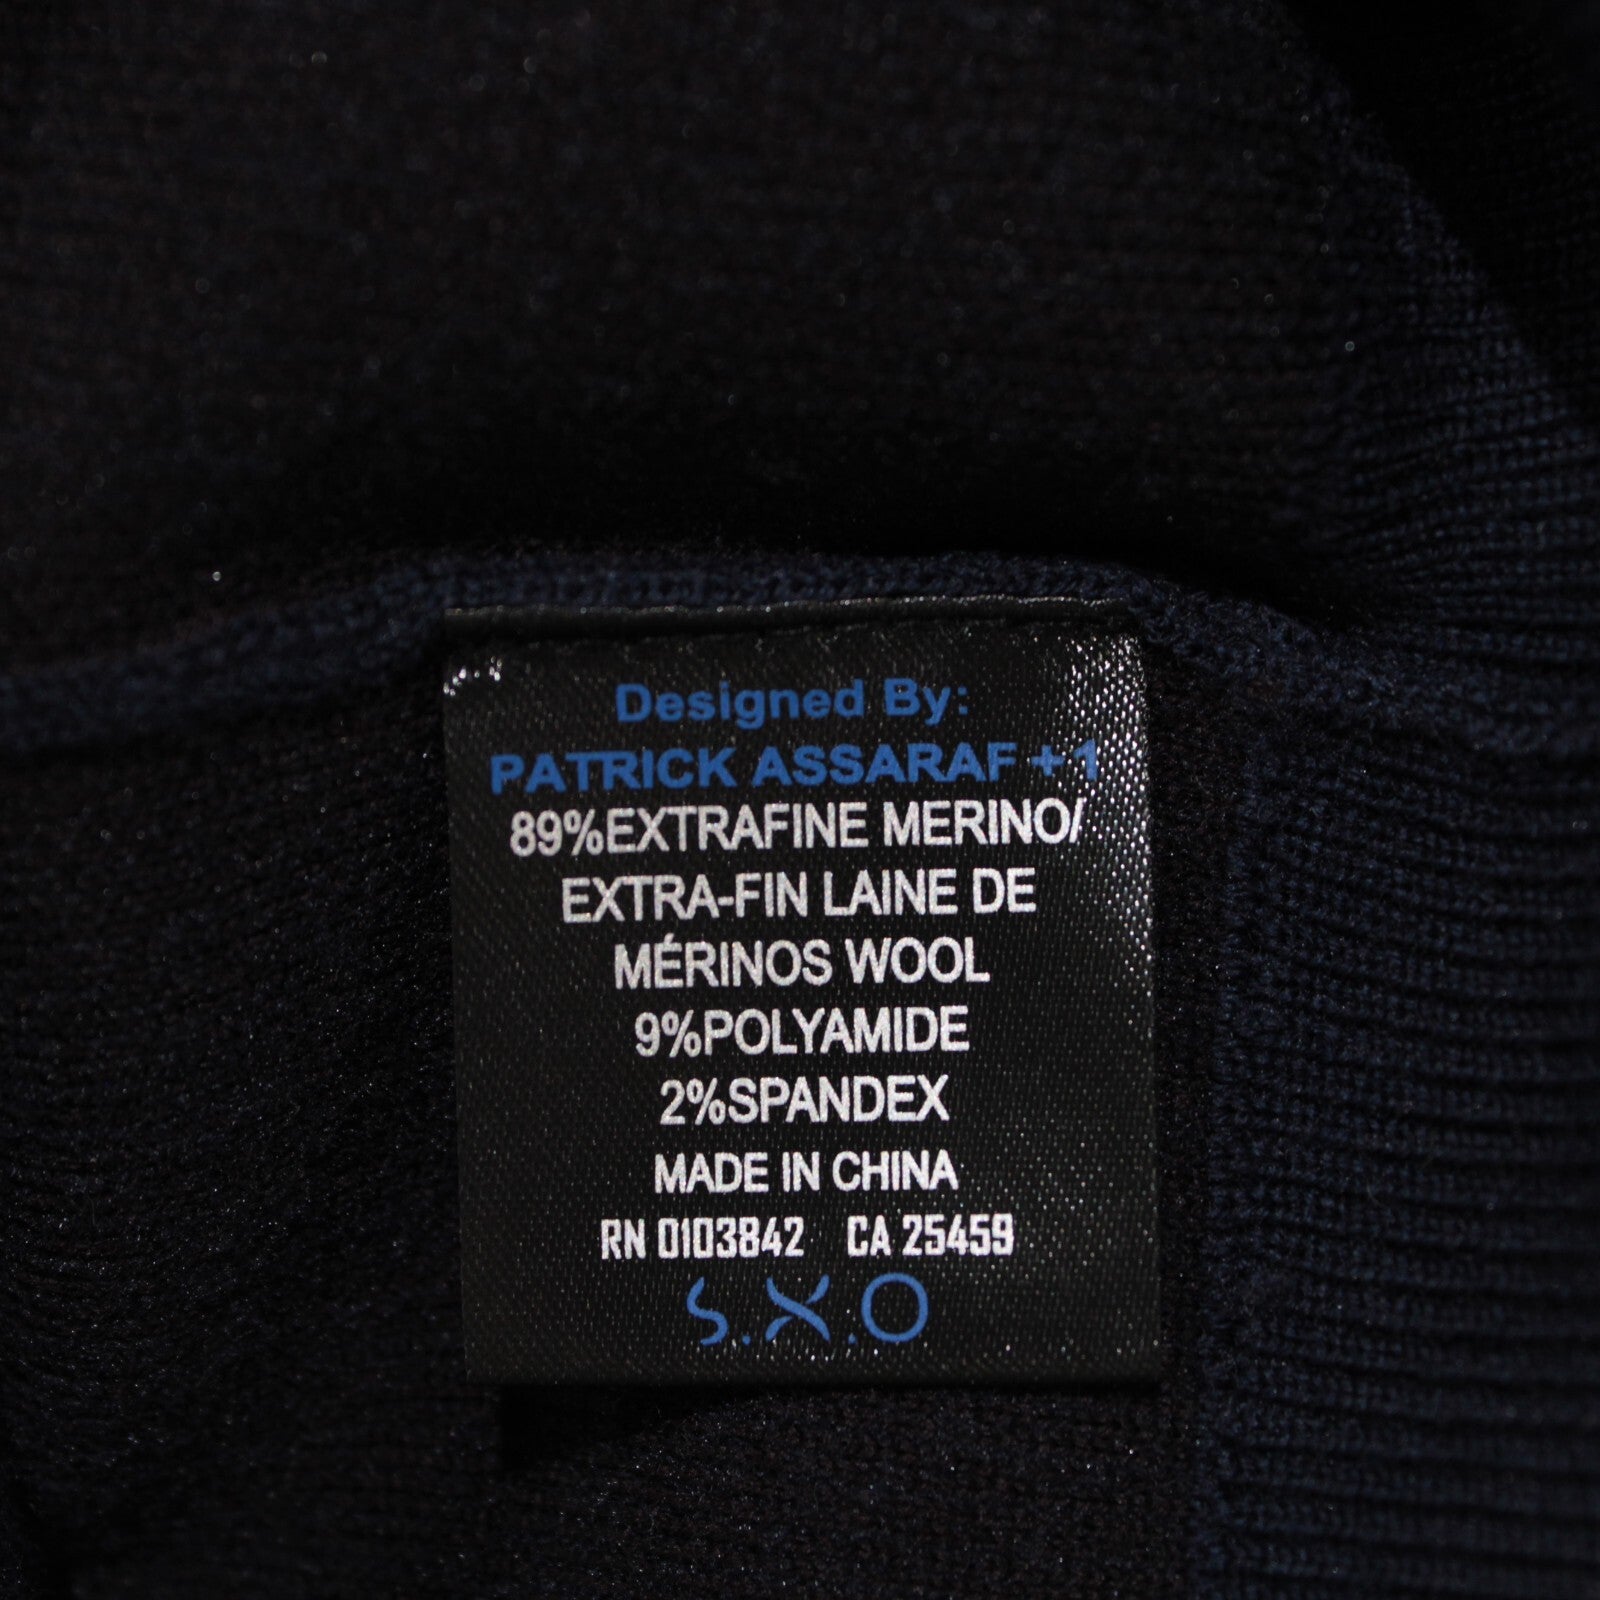 Designed By:
PATRICK ASSARAF +1
89%EXTRAFINE MERINO/
EXTRA-FIN LAINE DE
MÉRINOS WOOL
9%POLYAMIDE
2%SPANDEX
MADE IN CHINA
RN 0103842 CA 25459
S.X.O